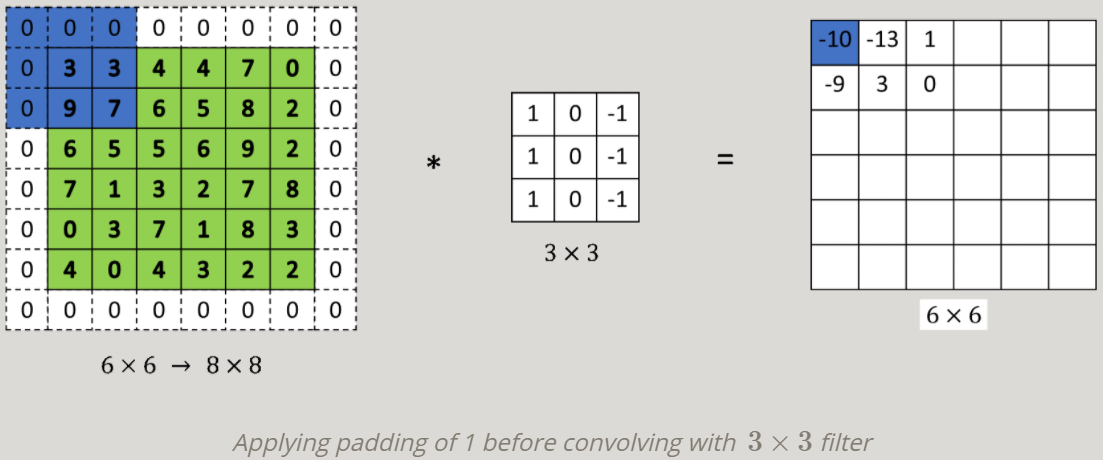 0 0 0 0 0 0 0 0
0 3 3 4 4 7 0 0
0 9 7 6 5 8 2 0
0 6 5 5 6 9 2 0
0 7 1 3 2 7 8 0
0 0 3 7 1 8 3 0
0 4 0 4 3 2 2 0
0 0 0 0 0 0 0 0
6 × 6 → 8 × 8
*
1 0 -1
1 0 -1
1 0 -1
3 × 3
=
-10 -13 1
-9 3 0
6 × 6
Applying padding of 1 before convolving with 3 × 3 filter